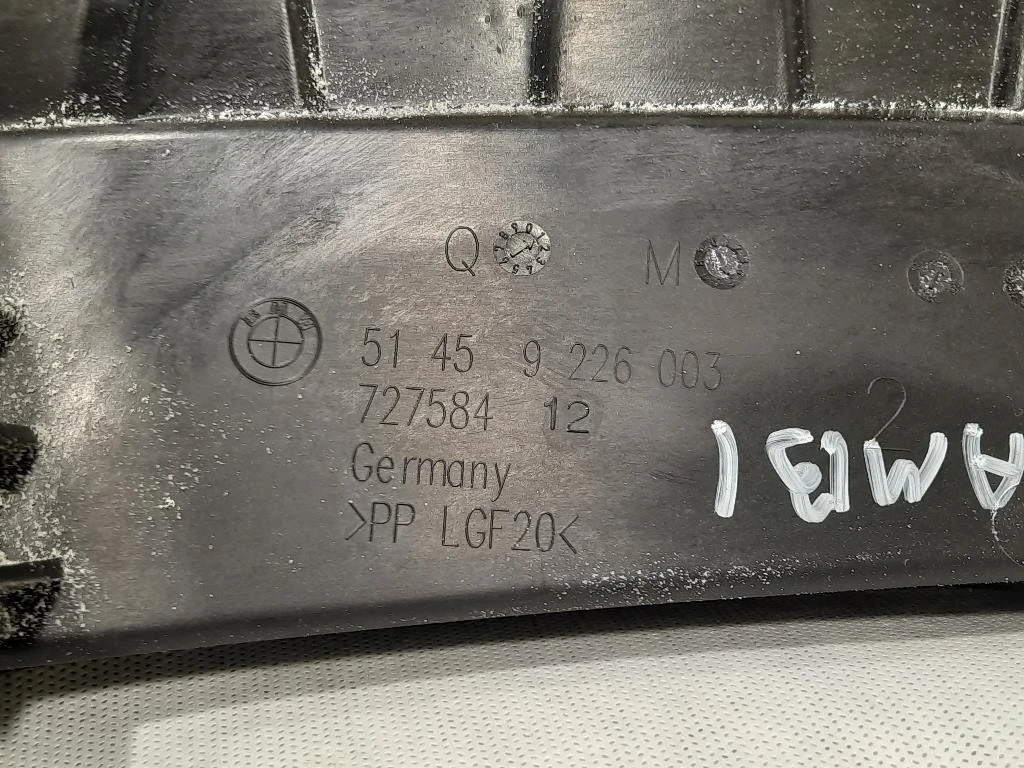 Q M
51 45 9 226 003
727584 12
Germany
>PP LGF20<